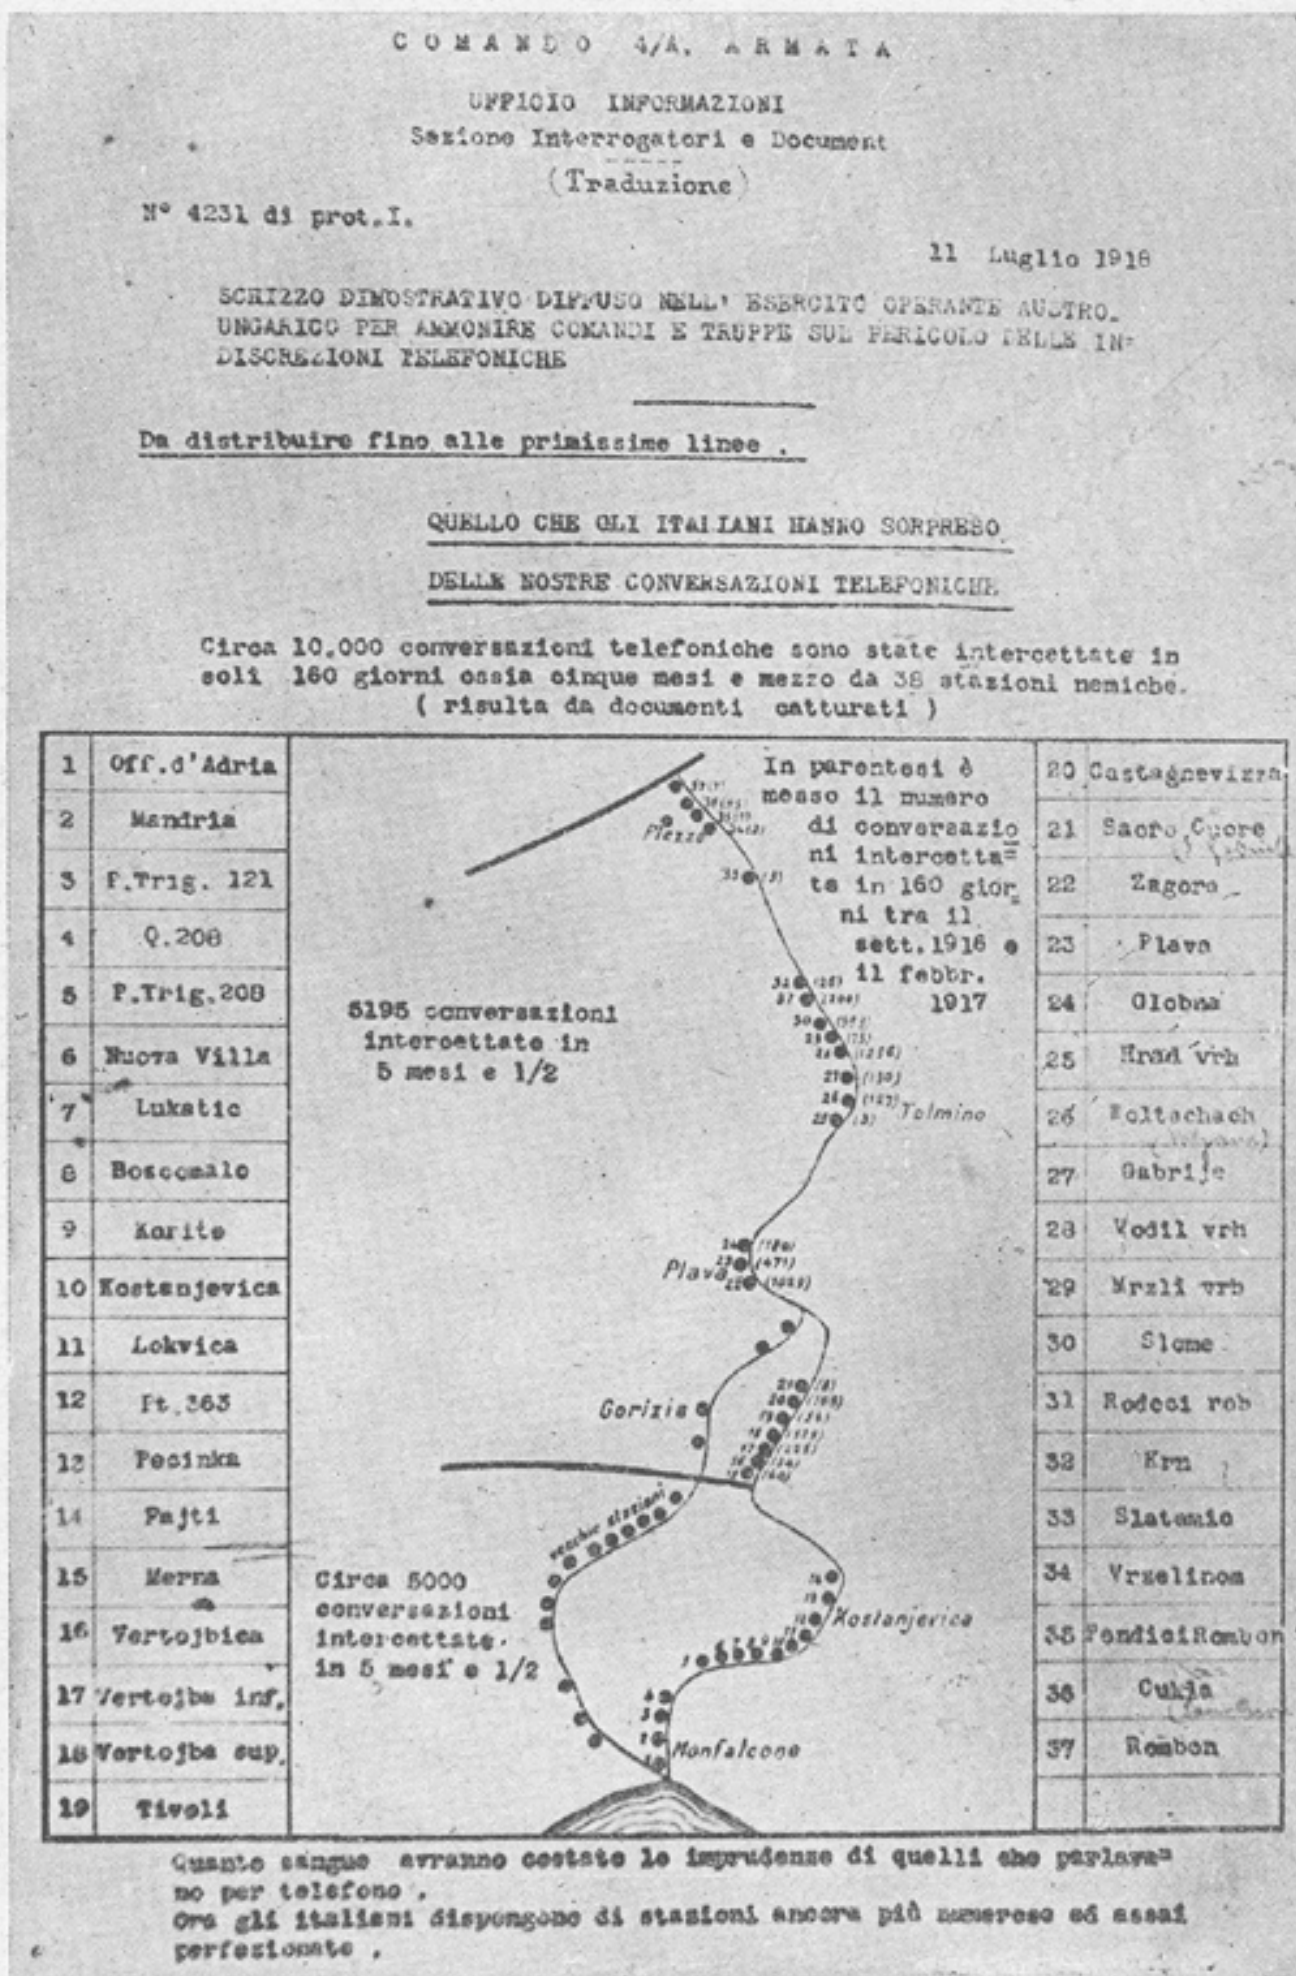 COMANDO 4/A. ARMATA
UFFICIO INFORMAZIONI
Sezione Interrogatori e Document
(Traduzione)
N° 4231 di prot.I.
11 Luglio 1918
SCHIZZO DIMOSTRATIVO DIFFUSO NELL' ESERCITO OPERANTE AUSTRO.
UNGARICO PER AMMONIRE COMANDI E TRUPPE SUL PERICOLO DELLE IN=
DISCREZIONI TELEFONICHE
Da distribuire fino alle primissime linee .
QUELLO CHE GLI ITALIANI HANNO SORPRESO
DELLE NOSTRE CONVERSAZIONI TELEFONICHE
Circa 10.000 conversazioni telefoniche sono state intercettate in
soli 160 giorni ossia cinque mesi e mezzo da 38 stazioni nemiche.
( risulta da documenti catturati )
1 Off.d'Adria
2 Mandria
3 P.Trig. 121
4 Q.208
5 P.Trig.208
6 Nuova Villa
7 Lukatic
8 Boscomalo
9 Korite
10 Kostanjevica
11 Lokvica
12 Pt.363
13 Pecinka
14 Fajti
15 Merna
16 Vertojbica
17 Vertojba inf.
18 Vertojba sup.
19 Tivoli
In parentesi è
messo il numero
di conversazio
ni intercetta=
te in 160 gior=
ni tra il
sett.1916 e
il febbr.
1917
5195 conversazioni
intercettate in
5 mesi e 1/2
Plezzo
Tolmino
Plava
Gorizia
vecchie stazioni
Kostanjevica
Monfalcone
Circa 5000
conversazioni
intercettate.
in 5 mesi e 1/2
20 Castagnevizza
21 Sacro Cuore
22 Zagora
23 Plava
24 Globna
25 Hrad vrh
26 Woltschach
27 Gabrije
28 Vodil vrh
29 Mrzli vrh
30 Sleme
31 Rodeci rob
32 Krn
33 Slatenic
34 Vrzelinom
35 PendiciRombon
36 Cukla
37 Rombon
Quanto sangue avranno costato le imprudenze di quelli che parlava=
no per telefono .
Ora gli italiani dispongono di stazioni ancora più numerose ed assai
perfezionate .